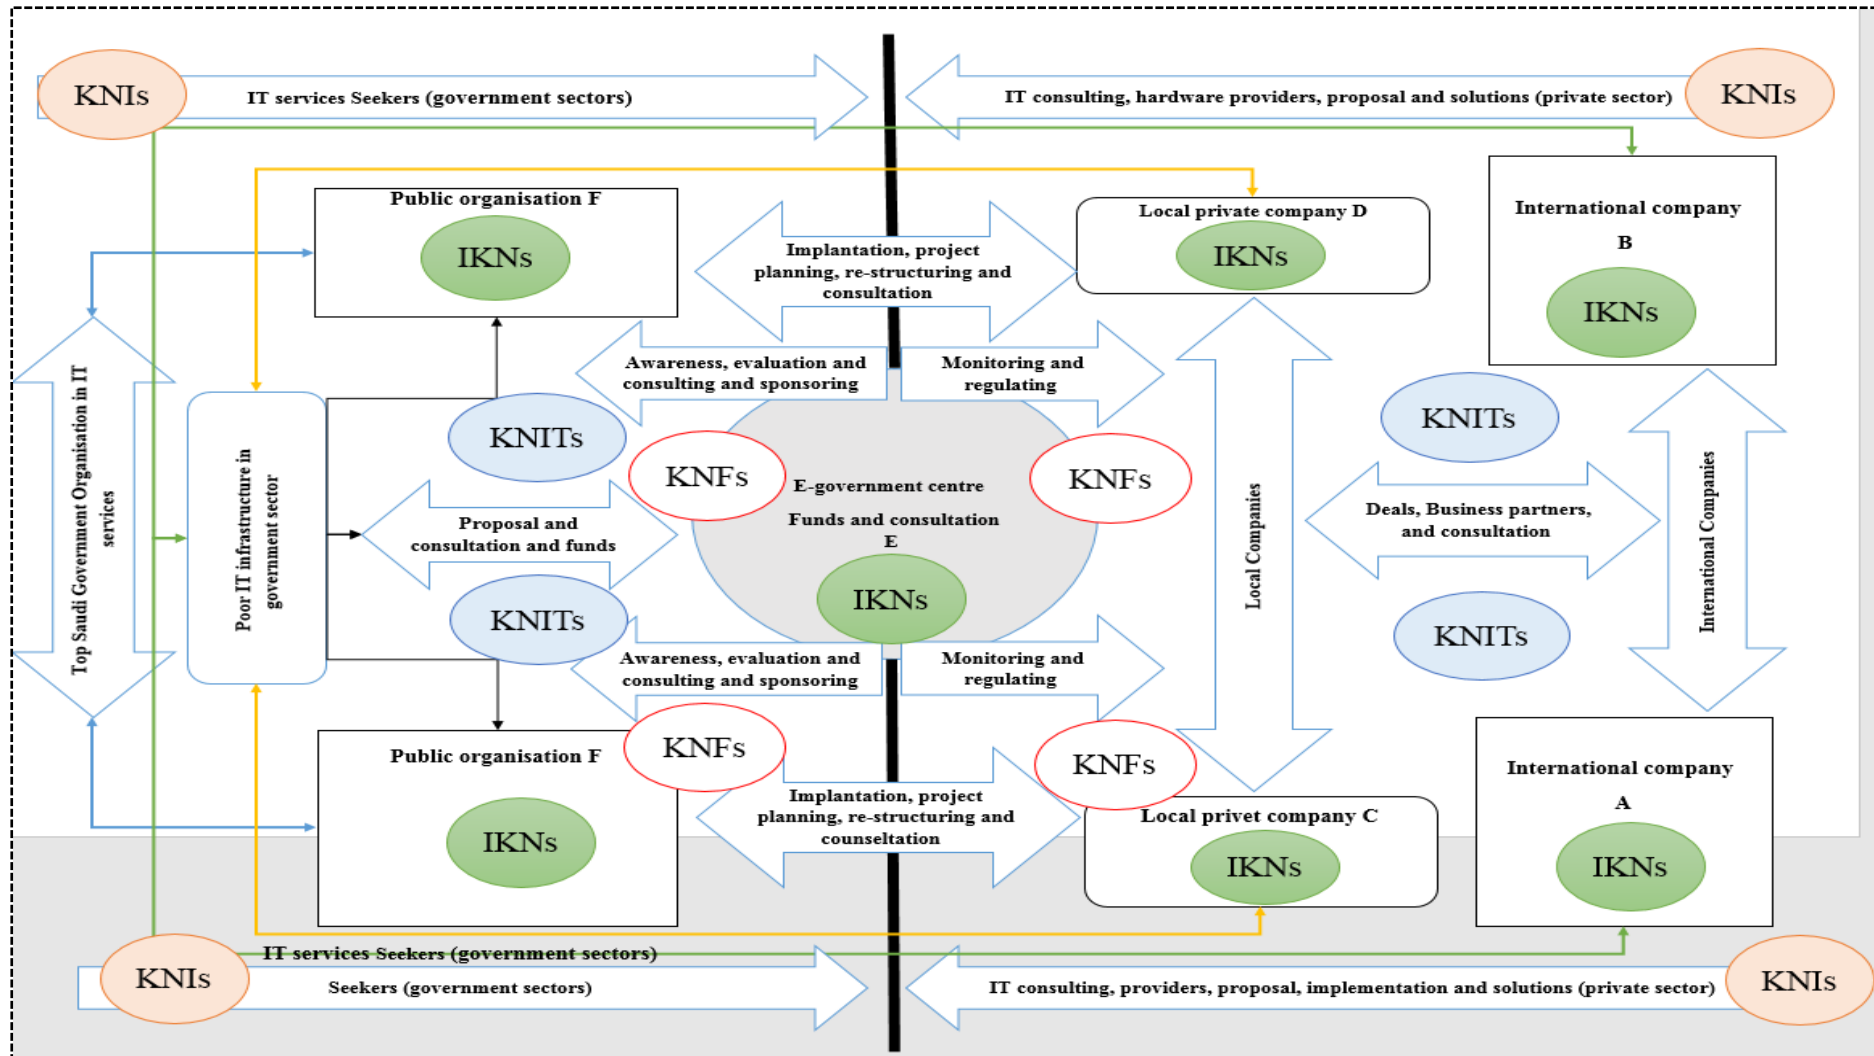 KNIs
IT services Seekers (government sectors)
IT consulting, hardware providers, proposal and solutions (private sector)
KNIs
Public organisation F
IKNs
Implantation, project
planning, re-structuring and
consultation
Local private company D
IKNs
International company
B
IKNs
Awareness, evaluation and
consulting and sponsoring
Monitoring and
regulating
Top Saudi Government Organisation in IT
services
Poor IT infrastructure in
government sector
KNITs
KNFs
KNFs
KNITs
E-government centre
Funds and consultation
E
IKNs
Proposal and
consultation and funds
Local Companies
Deals, Business partners,
and consultation
International Companies
KNITs
KNITs
Awareness, evaluation and
consulting and sponsoring
Monitoring and
regulating
KNFs
KNFs
Public organisation F
IKNs
Implantation, project
planning, re-structuring and
counseltation
Local privet company C
IKNs
International company
A
IKNs
KNIs
IT services Seekers (government sectors)
Seekers (government sectors)
IT consulting, providers, proposal, implementation and solutions (private sector)
KNIs